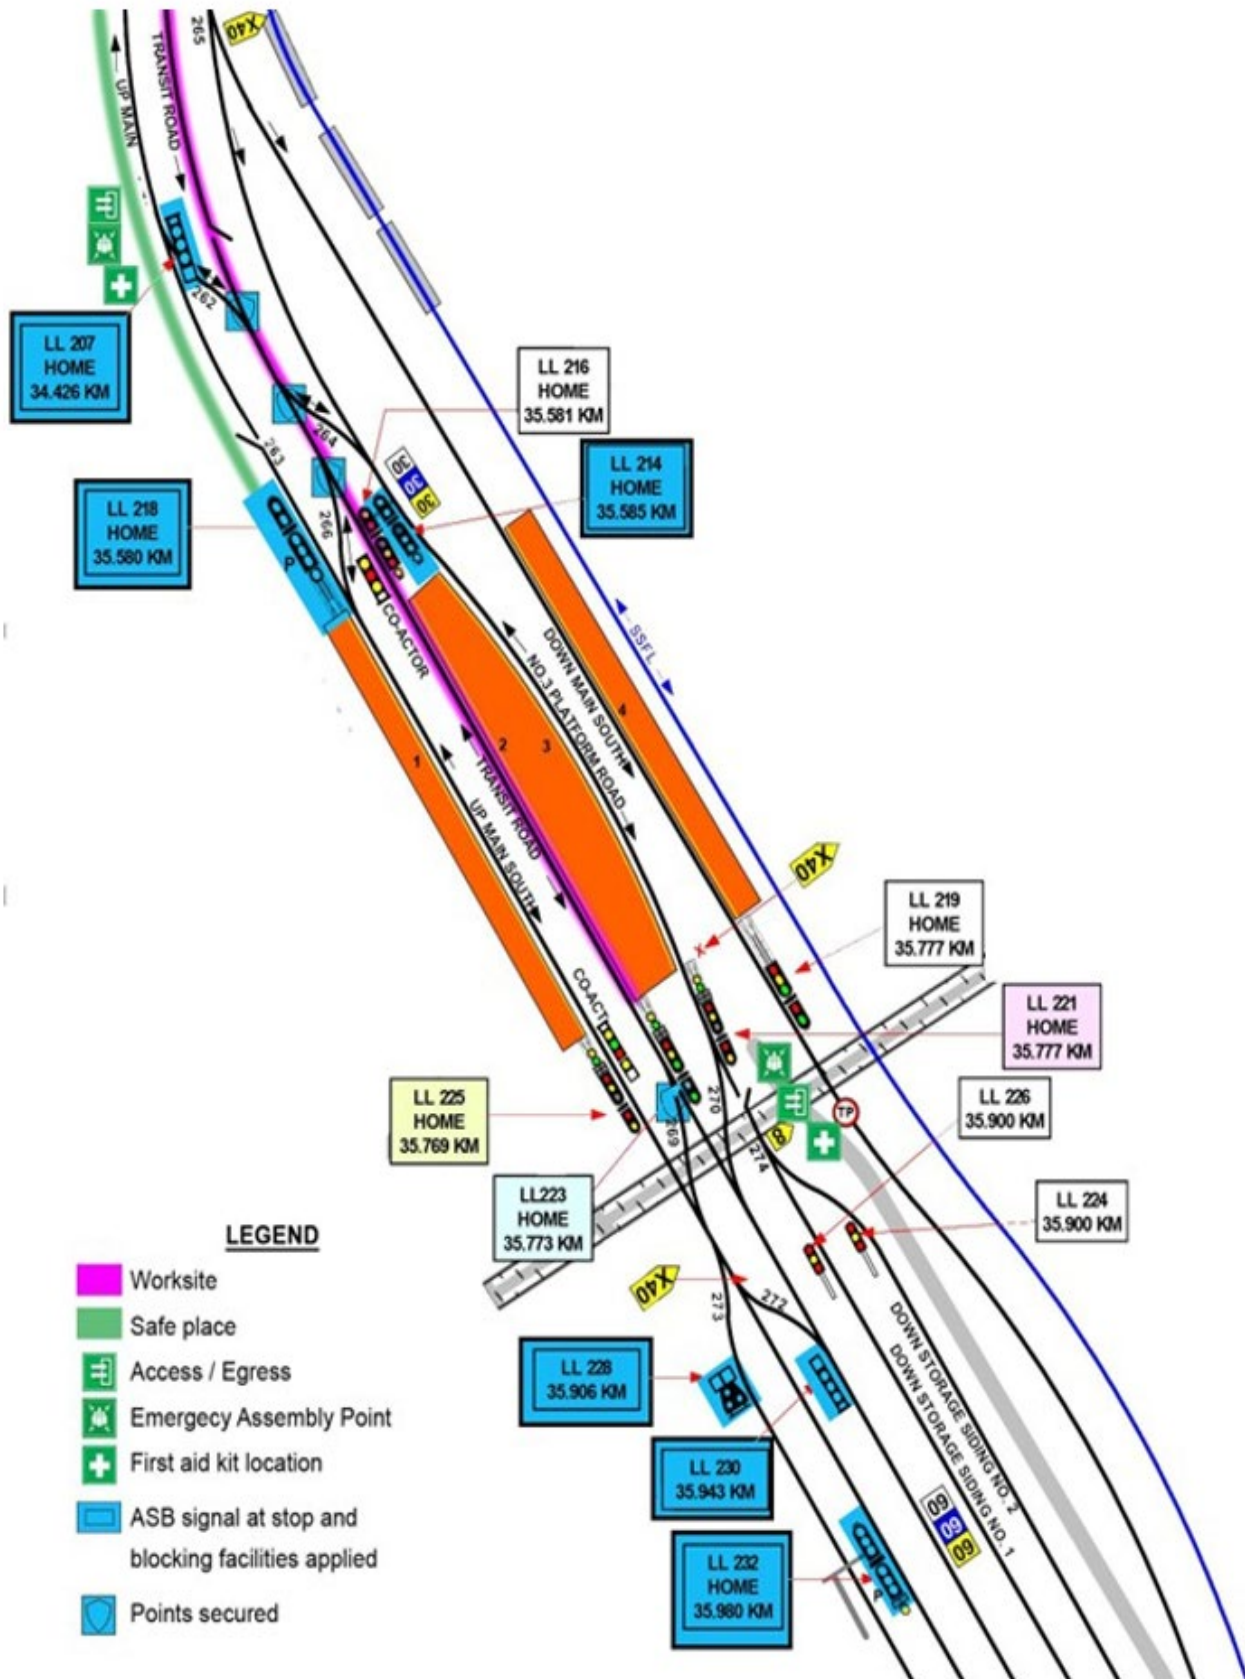 265
X40
UP MAIN
TRANSIT ROAD
262
LL 207
HOME
34.426 KM
LL 216
HOME
35.581 KM
264
263
30
30
30
LL 214
HOME
35.585 KM
LL 218
HOME
35.580 KM
266
CO-ACTOR
SSFL
DOWN MAIN SOUTH
NO.3 PLATFORM ROAD
4
2
3
1
TRANSIT ROAD
UP MAIN SOUTH
X40
X
LL 219
HOME
35.777 KM
CO-ACT
LL 221
HOME
35.777 KM
LL 225
HOME
35.769 KM
270
269
TP
LL 226
35.900 KM
8
274
LL223
HOME
35.773 KM
LL 224
35.900 KM
X40
273
272
LL 228
35.906 KM
LL 230
35.943 KM
DOWN STORAGE SIDING NO. 2
DOWN STORAGE SIDING NO. 1
60
60
60
LL 232
HOME
35.980 KM
LEGEND
Worksite
Safe place
Access / Egress
Emergecy Assembly Point
First aid kit location
ASB signal at stop and
blocking facilities applied
Points secured